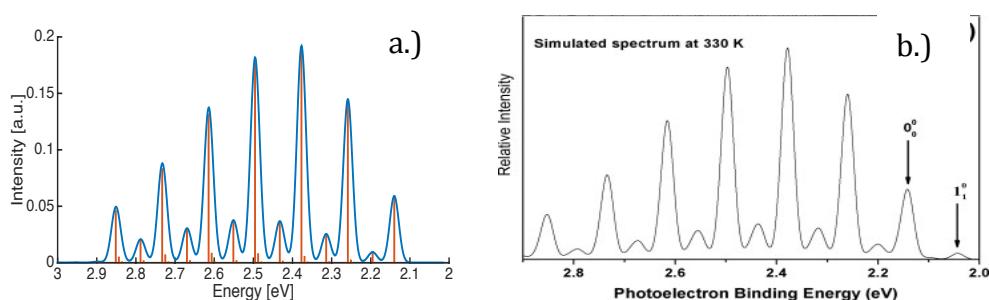 a.)
Intensity [a.u.]
0.2
0.15
0.1
0.05
0
3 2.9 2.8 2.7 2.6 2.5 2.4 2.3 2.2 2.1 2
Energy [eV]
b.)
)
Simulated spectrum at 330 K
Relative Intensity
0⁰₀
1⁰₁
2.8 2.6 2.4 2.2 2.0
Photoelectron Binding Energy (eV)